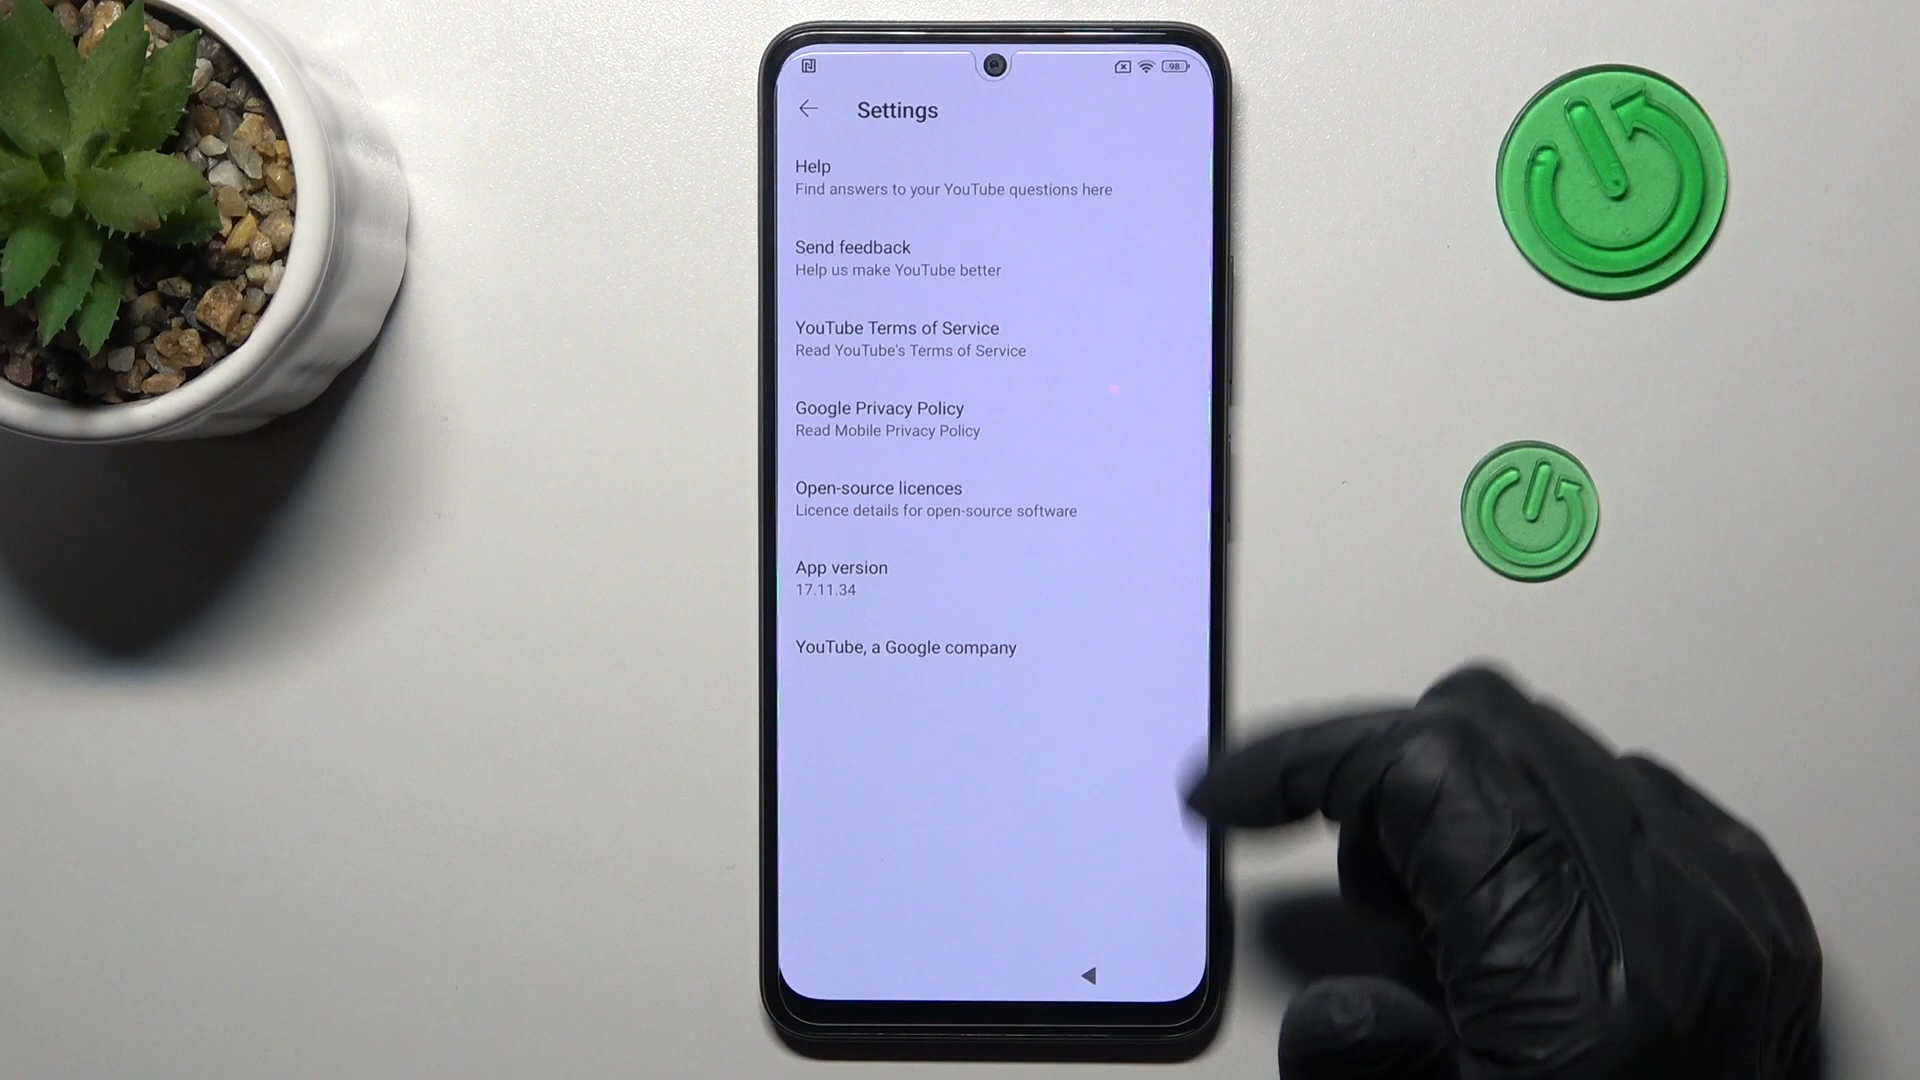 98
Settings
Help
Find answers to your YouTube questions here
Send feedback
Help us make YouTube better
YouTube Terms of Service
Read YouTube's Terms of Service
Google Privacy Policy
Read Mobile Privacy Policy
Open-source licences
Licence details for open-source software
App version
17.11.34
YouTube, a Google company